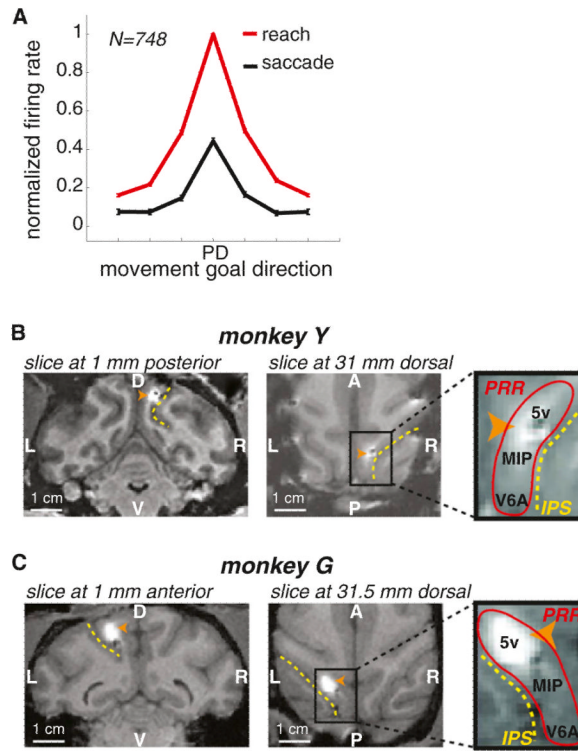 A
N=748
reach
saccade
normalized firing rate
1
0.8
0.6
0.4
0.2
0
PD
movement goal direction
B
monkey Y
slice at 1 mm posterior
slice at 31 mm dorsal
D
L
R
V
1 cm
A
L
R
P
1 cm
PRR
5v
MIP
V6A
IPS
C
monkey G
slice at 1 mm anterior
slice at 31.5 mm dorsal
D
L
R
V
1 cm
A
L
R
P
1 cm
PRR
5v
MIP
IPS
V6A